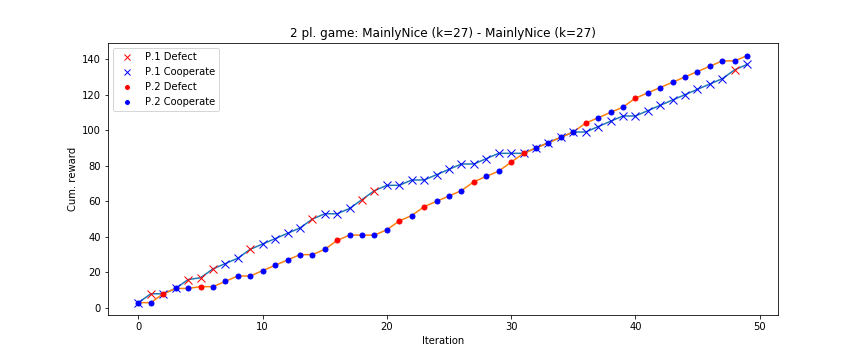 2 pl. game: MainlyNice (k=27) - MainlyNice (k=27)
P.1 Defect
P.1 Cooperate
P.2 Defect
P.2 Cooperate
Cum. reward
140
120
100
80
60
40
20
0
0 10 20 30 40 50
Iteration